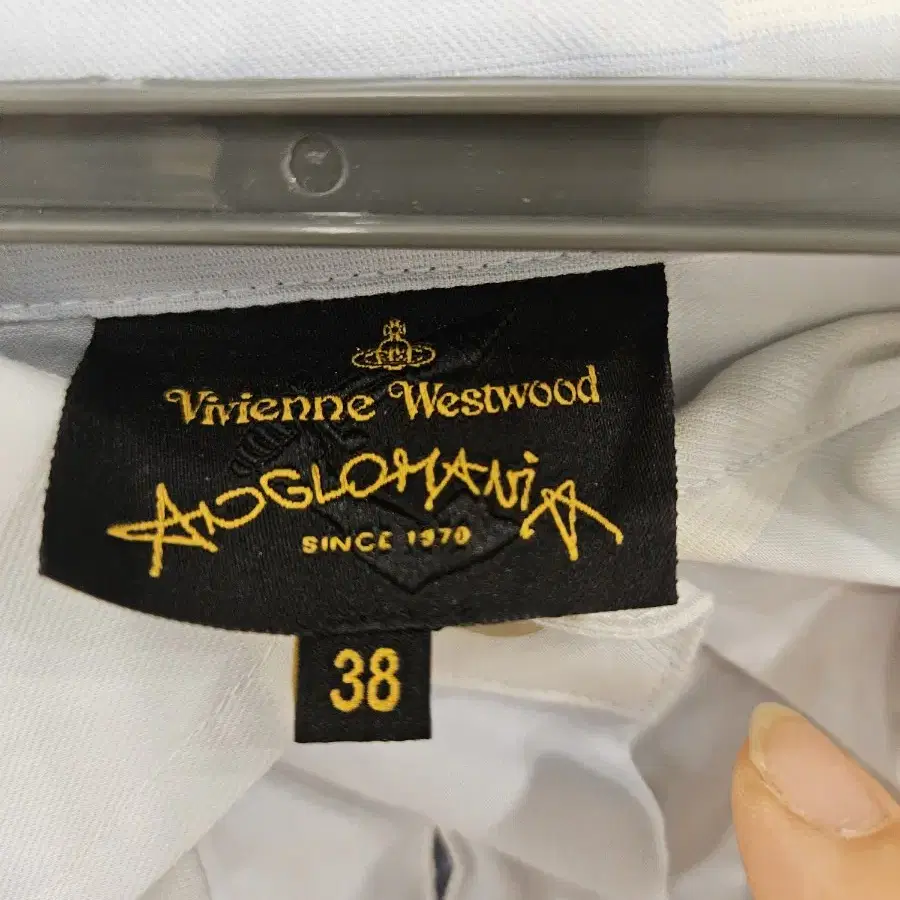 Vivienne Westwood
ANGLOMANIA
SINCE 1970
38